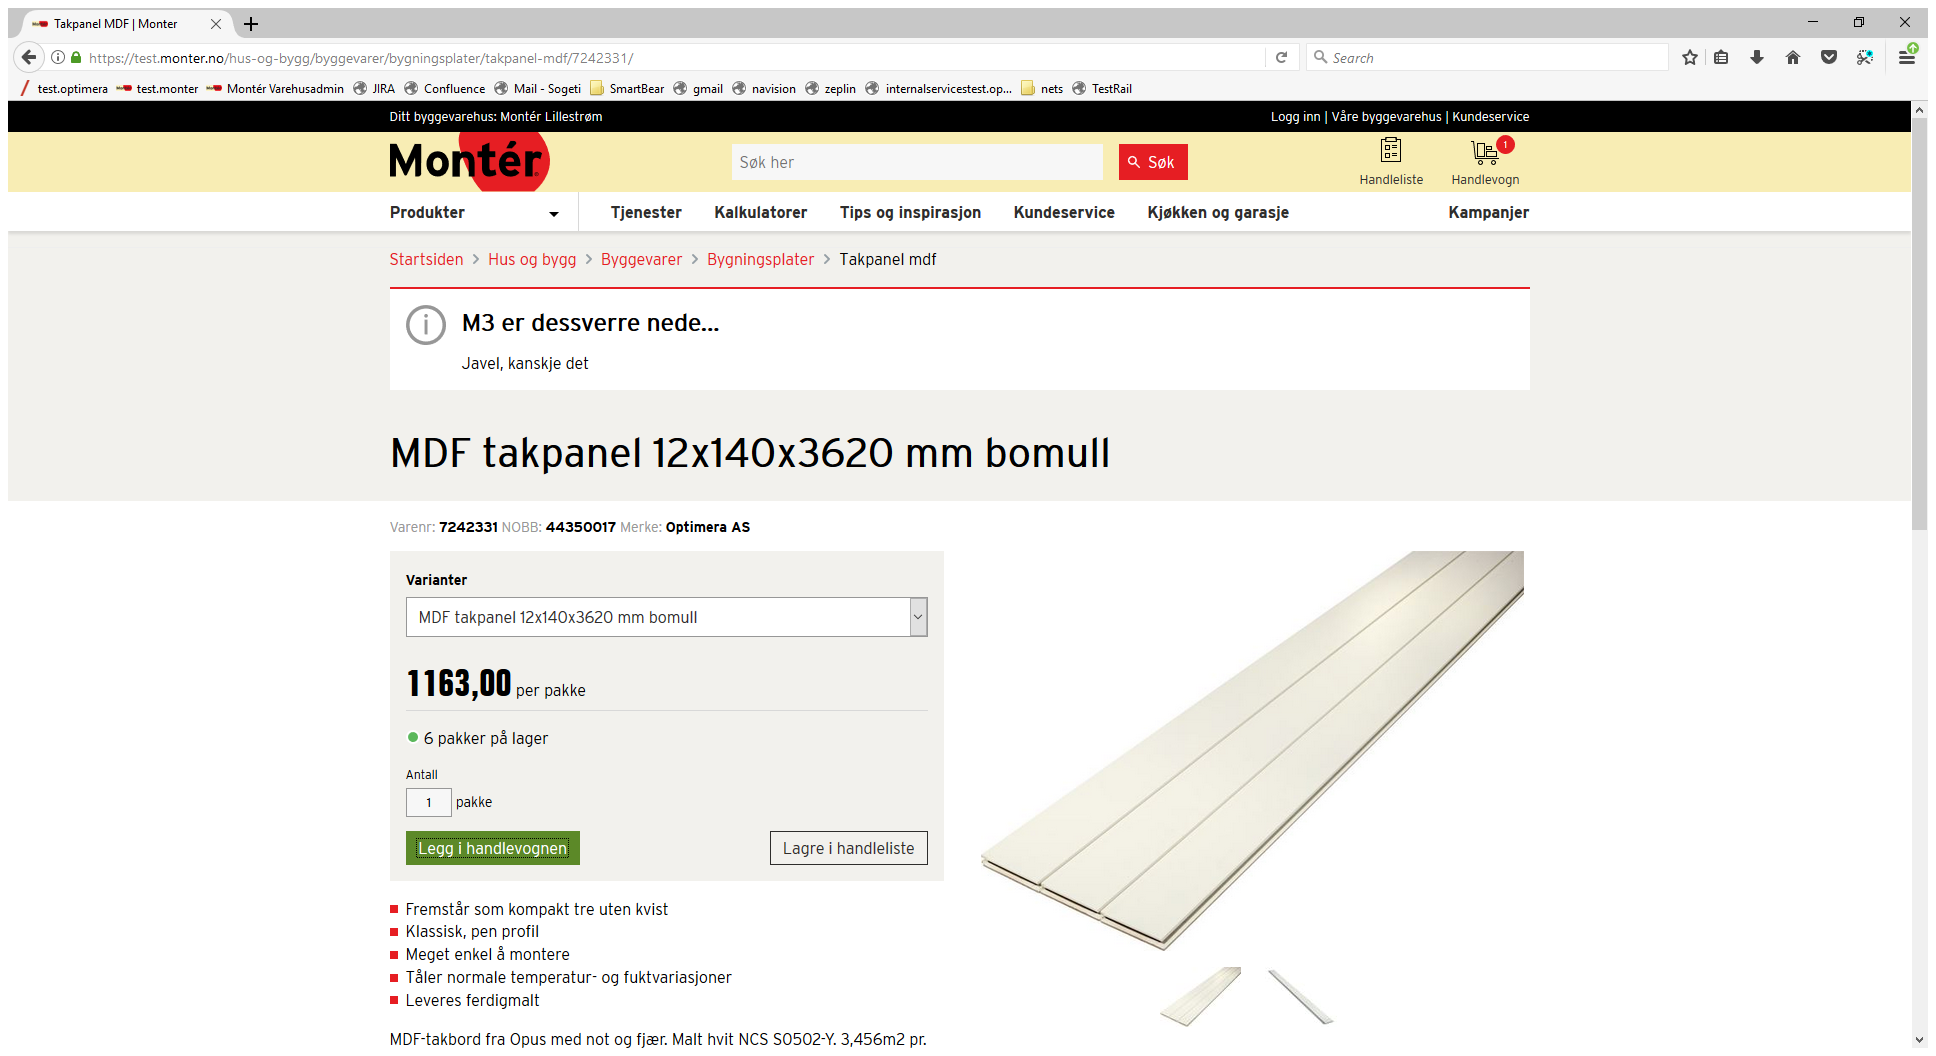 Takpanel MDF | Monter
https://test.monter.no/hus-og-bygg/byggevarer/bygningsplater/takpanel-mdf/7242331/
Search
test.optimera test.monter Montér Varehusadmin JIRA Confluence Mail - Sogeti SmartBear gmail navision zeplin internalservicestest.op... nets TestRail
Ditt byggevarehus: Montér Lillestrøm
Logg inn | Våre byggevarehus | Kundeservice
Montér
Søk her
Søk
1
Handleliste
Handlevogn
Produkter
Tjenester
Kalkulatorer
Tips og inspirasjon
Kundeservice
Kjøkken og garasje
Kampanjer
Startsiden > Hus og bygg > Byggevarer > Bygningsplater > Takpanel mdf
M3 er dessverre nede...
Javel, kanskje det
MDF takpanel 12x140x3620 mm bomull
Varenr: 7242331 NOBB: 44350017 Merke: Optimera AS
Varianter
MDF takpanel 12x140x3620 mm bomull
1163,00 per pakke
6 pakker på lager
Antall
1 pakke
Legg i handlevognen
Lagre i handleliste
Fremstår som kompakt tre uten kvist
Klassisk, pen profil
Meget enkel å montere
Tåler normale temperatur- og fuktvariasjoner
Leveres ferdigmalt
MDF-takbord fra Opus med not og fjær. Malt hvit NCS S0502-Y. 3,456m2 pr.